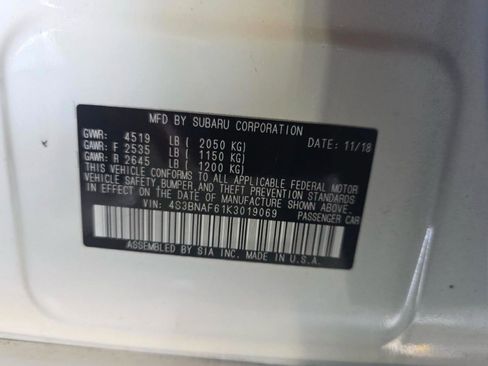 MFD BY SUBARU CORPORATION
GVWR: 4519 LB ( 2050 KG) DATE: 11/18
GAWR: F 2535 LB ( 1150 KG)
GAWR: R 2645 LB ( 1200 KG)
THIS VEHICLE CONFORMS TO ALL APPLICABLE FEDERAL MOTOR
VEHICLE SAFETY, BUMPER, AND THEFT PREVENTION STANDARDS
IN EFFECT ON THE DATE OF MANUFACTURE SHOWN ABOVE.
VIN: 4S3BNAF61K3019069 PASSENGER CAR
ASSEMBLED BY SIA INC. MADE IN U.S.A.